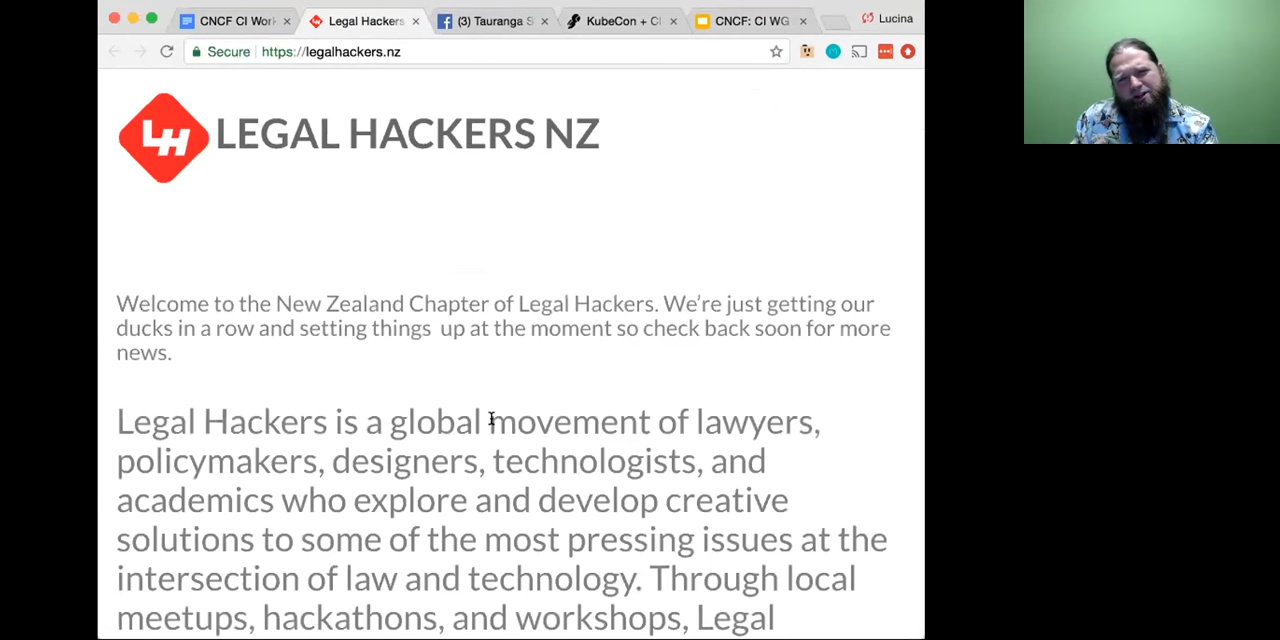 CNCF CI Work
Legal Hackers
(3) Tauranga S
KubeCon + Cl
CNCF: CI WG
Lucina
Secure
https://legalhackers.nz
LH
LEGAL HACKERS NZ
Welcome to the New Zealand Chapter of Legal Hackers. We're just getting our
ducks in a row and setting things up at the moment so check back soon for more
news.
Legal Hackers is a global movement of lawyers,
policymakers, designers, technologists, and
academics who explore and develop creative
solutions to some of the most pressing issues at the
intersection of law and technology. Through local
meetups, hackathons, and workshops, Legal